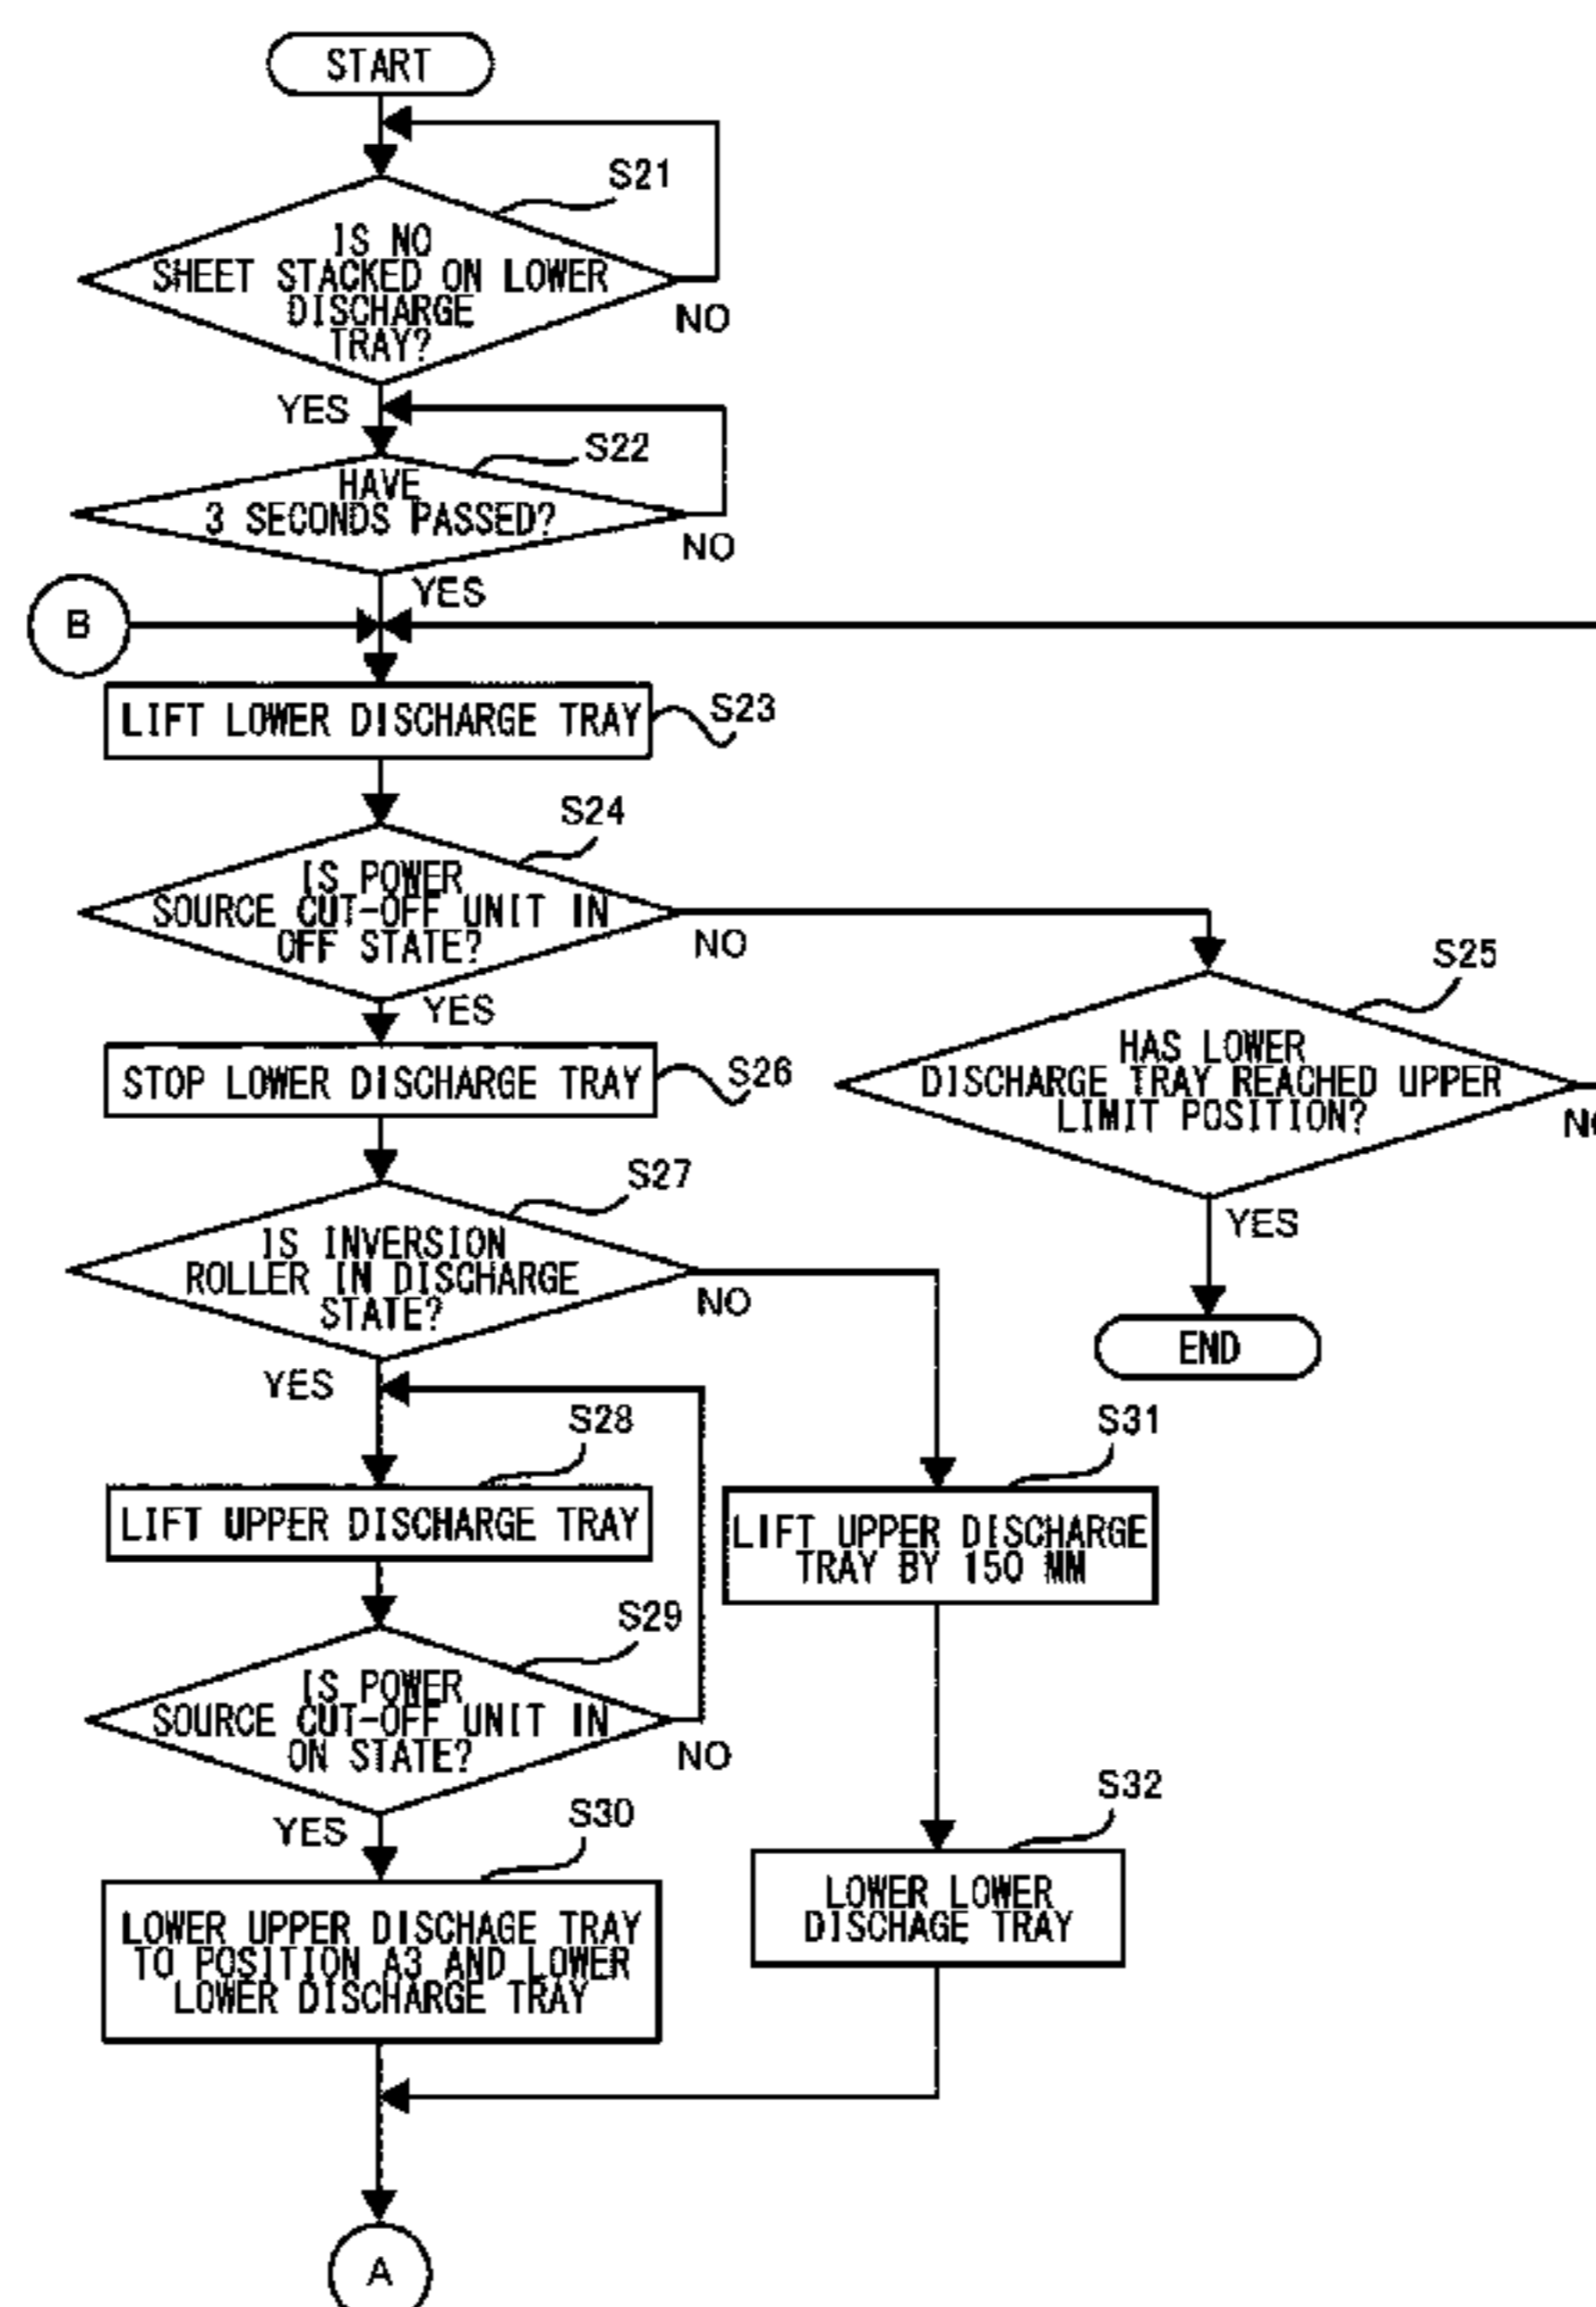 START
S21
IS NO
SHEET STACKED ON LOWER
DISCHARGE
TRAY?
NO
YES
S22
HAVE
3 SECONDS PASSED?
NO
YES
B
LIFT LOWER DISCHARGE TRAY
S23
S24
IS POWER
SOURCE CUT-OFF UNIT IN
OFF STATE?
NO
YES
S25
HAS LOWER
DISCHARGE TRAY REACHED UPPER
LIMIT POSITION?
NO
YES
END
STOP LOWER DISCHARGE TRAY
S26
S27
IS INVERSION
ROLLER IN DISCHARGE
STATE?
NO
YES
S28
LIFT UPPER DISCHARGE TRAY
S31
LIFT UPPER DISCHARGE
TRAY BY 150 MM
S29
IS POWER
SOURCE CUT-OFF UNIT IN
ON STATE?
NO
YES
S30
LOWER UPPER DISCHAGE TRAY
TO POSITION A3 AND LOWER
LOWER DISCHARGE TRAY
S32
LOWER LOWER
DISCHAGE TRAY
A